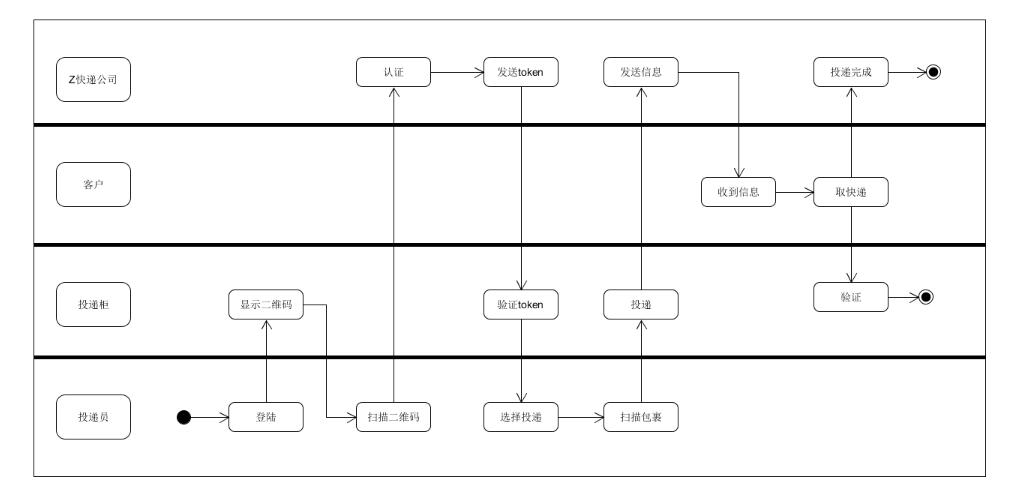 Z快递公司
认证
发送token
发送信息
投递完成
客户
收到信息
取快递
投递柜
显示二维码
验证token
投递
验证
投递员
登陆
扫描二维码
选择投递
扫描包裹